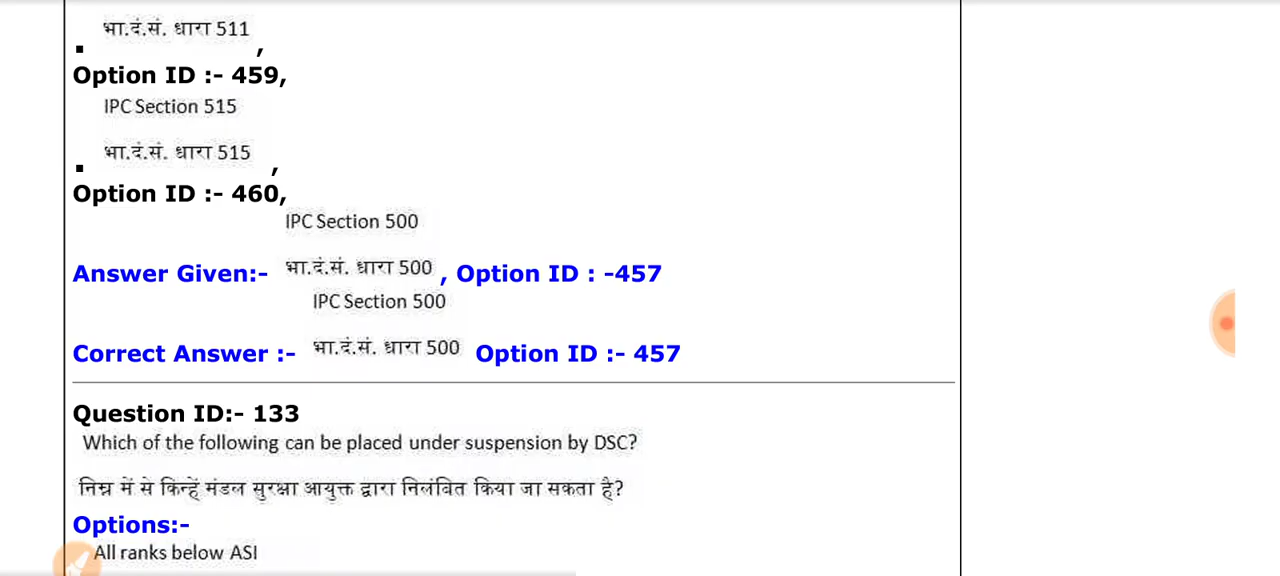 भा.दं.सं. धारा 511
▪ ,
Option ID :- 459,
IPC Section 515
भा.दं.सं. धारा 515
▪ ,
Option ID :- 460,
IPC Section 500
Answer Given:- भा.दं.सं. धारा 500 , Option ID : -457
IPC Section 500
Correct Answer :- भा.दं.सं. धारा 500 Option ID :- 457
Question ID:- 133
Which of the following can be placed under suspension by DSC?
निम्न में से किन्हें मंडल सुरक्षा आयुक्त द्वारा निलंबित किया जा सकता है?
Options:-
All ranks below ASI